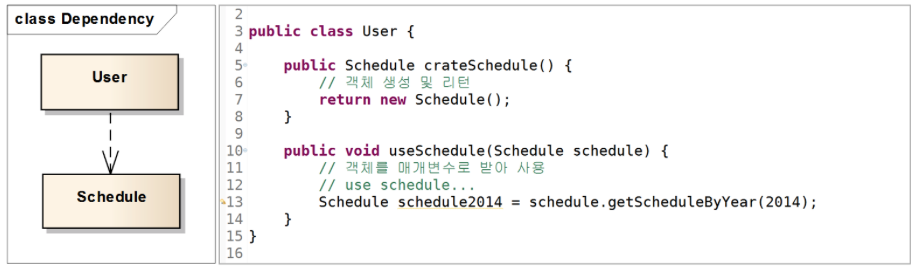 class Dependency
User
Schedule
2
3 public class User {
4
5 public Schedule crateSchedule() {
6 // 객체 생성 및 리턴
7 return new Schedule();
8 }
9
10 public void useSchedule(Schedule schedule) {
11 // 객체를 매개변수로 받아 사용
12 // use schedule...
13 Schedule schedule2014 = schedule.getScheduleByYear(2014);
14 }
15 }
16